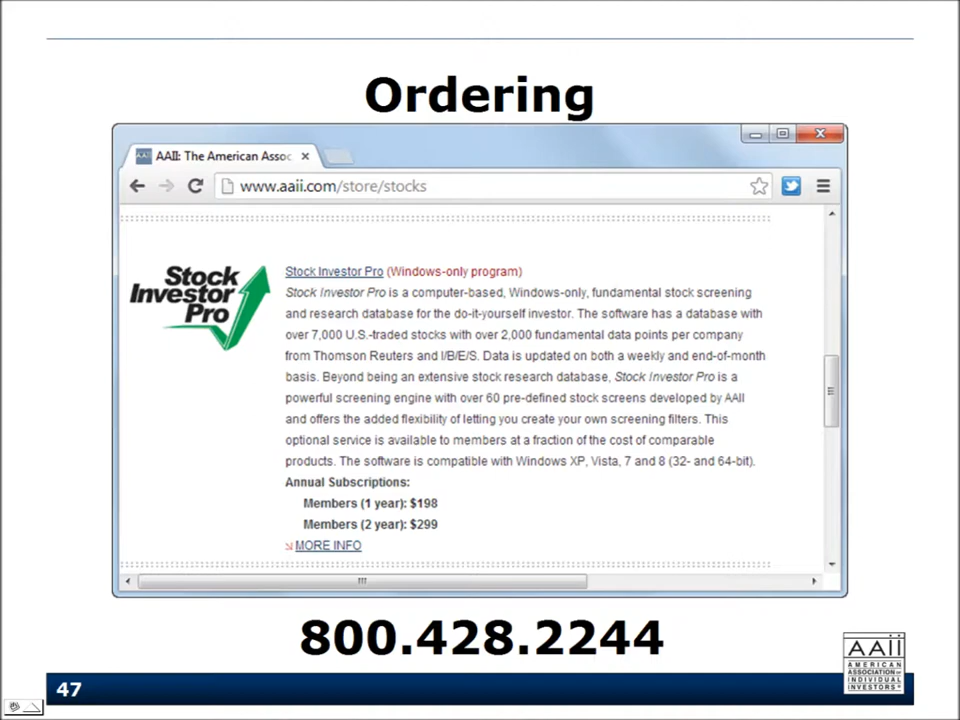 Ordering
AAII: The American Assoc
www.aaii.com/store/stocks
Stock
Investor
Pro
Stock Investor Pro (Windows-only program)
Stock Investor Pro is a computer-based, Windows-only, fundamental stock screening
and research database for the do-it-yourself investor. The software has a database with
over 7,000 U.S.-traded stocks with over 2,000 fundamental data points per company
from Thomson Reuters and I/B/E/S. Data is updated on both a weekly and end-of-month
basis. Beyond being an extensive stock research database, Stock Investor Pro is a
powerful screening engine with over 60 pre-defined stock screens developed by AAII
and offers the added flexibility of letting you create your own screening filters. This
optional service is available to members at a fraction of the cost of comparable
products. The software is compatible with Windows XP, Vista, 7 and 8 (32- and 64-bit).
Annual Subscriptions:
Members (1 year): $198
Members (2 year): $299
MORE INFO
800.428.2244
AAII
AMERICAN
ASSOCIATION OF
INDIVIDUAL
INVESTORS®
47